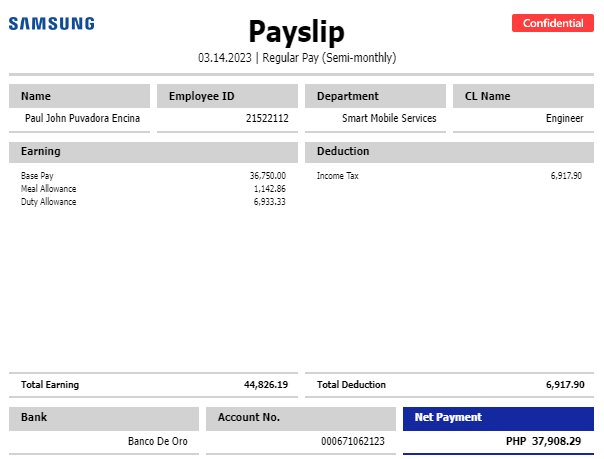 SAMSUNG
Payslip
Confidential
03.14.2023 | Regular Pay (Semi-monthly)
Name Employee ID Department CL Name
Paul John Puvadora Encina 21522112 Smart Mobile Services Engineer
Earning Deduction
Base Pay 36,750.00 Income Tax 6,917.90
Meal Allowance 1,142.86
Duty Allowance 6,933.33
Total Earning 44,826.19 Total Deduction 6,917.90
Bank Account No. Net Payment
Banco De Oro 000671062123 PHP 37,908.29